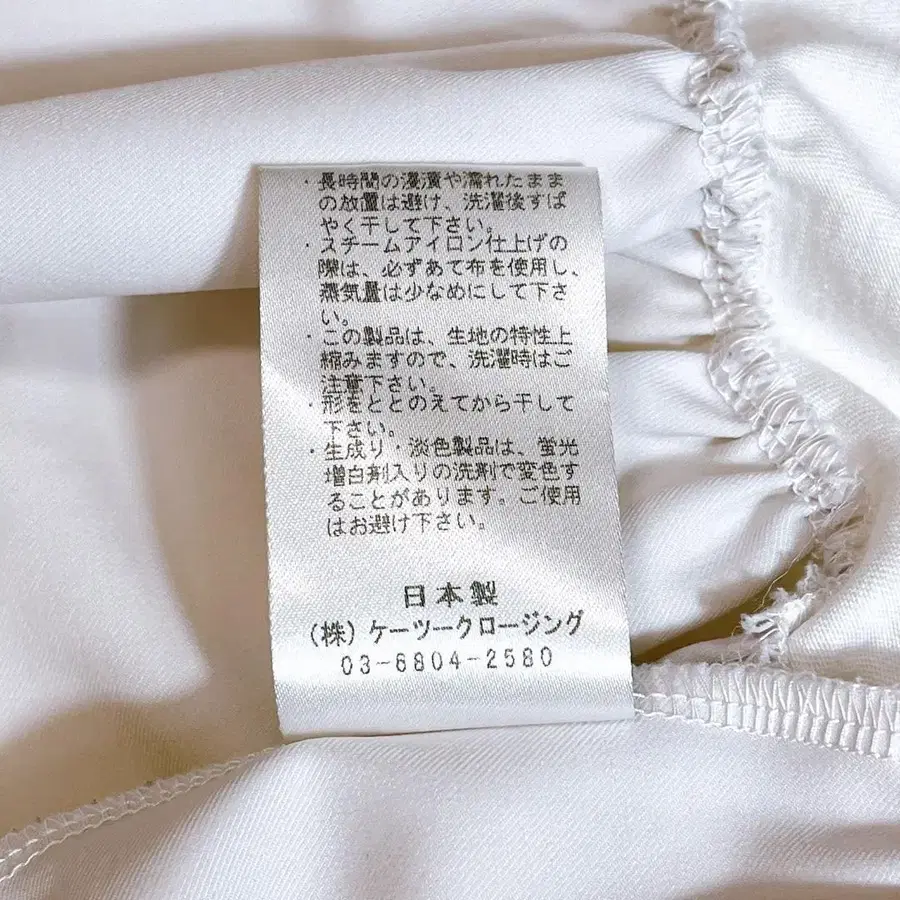 ・長時間の浸漬や濡れたまま
の放置は避け、洗濯後すば
やく干して下さい。
・スチームアイロン仕上げの
際は、必ずあて布を使用し、
蒸気量は少なめにして下さ
い。
・この製品は、生地の特性上
縮みますので、洗濯時はご
注意下さい。
・形をととのえてから干して
下さい。
・生成り・淡色製品は、蛍光
増白剤入りの洗剤で変色す
ることがあります。ご使用
はお避け下さい。
日本製
(株)ケーツークロージング
03-6804-2580